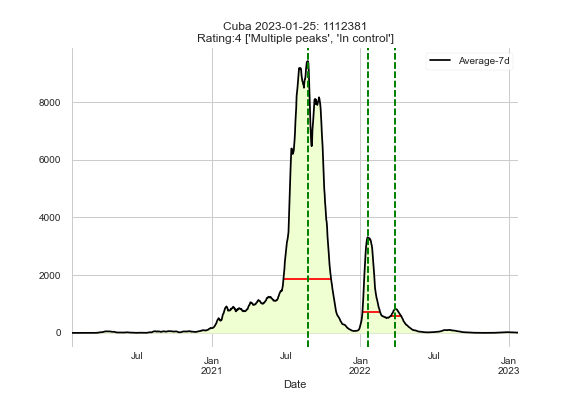 Cuba 2023-01-25: 1112381
Rating:4 ['Multiple peaks', 'In control']
Average-7d
8000
6000
4000
2000
0
Jul
Jan
2021
Jul
Jan
2022
Jul
Jan
2023
Date